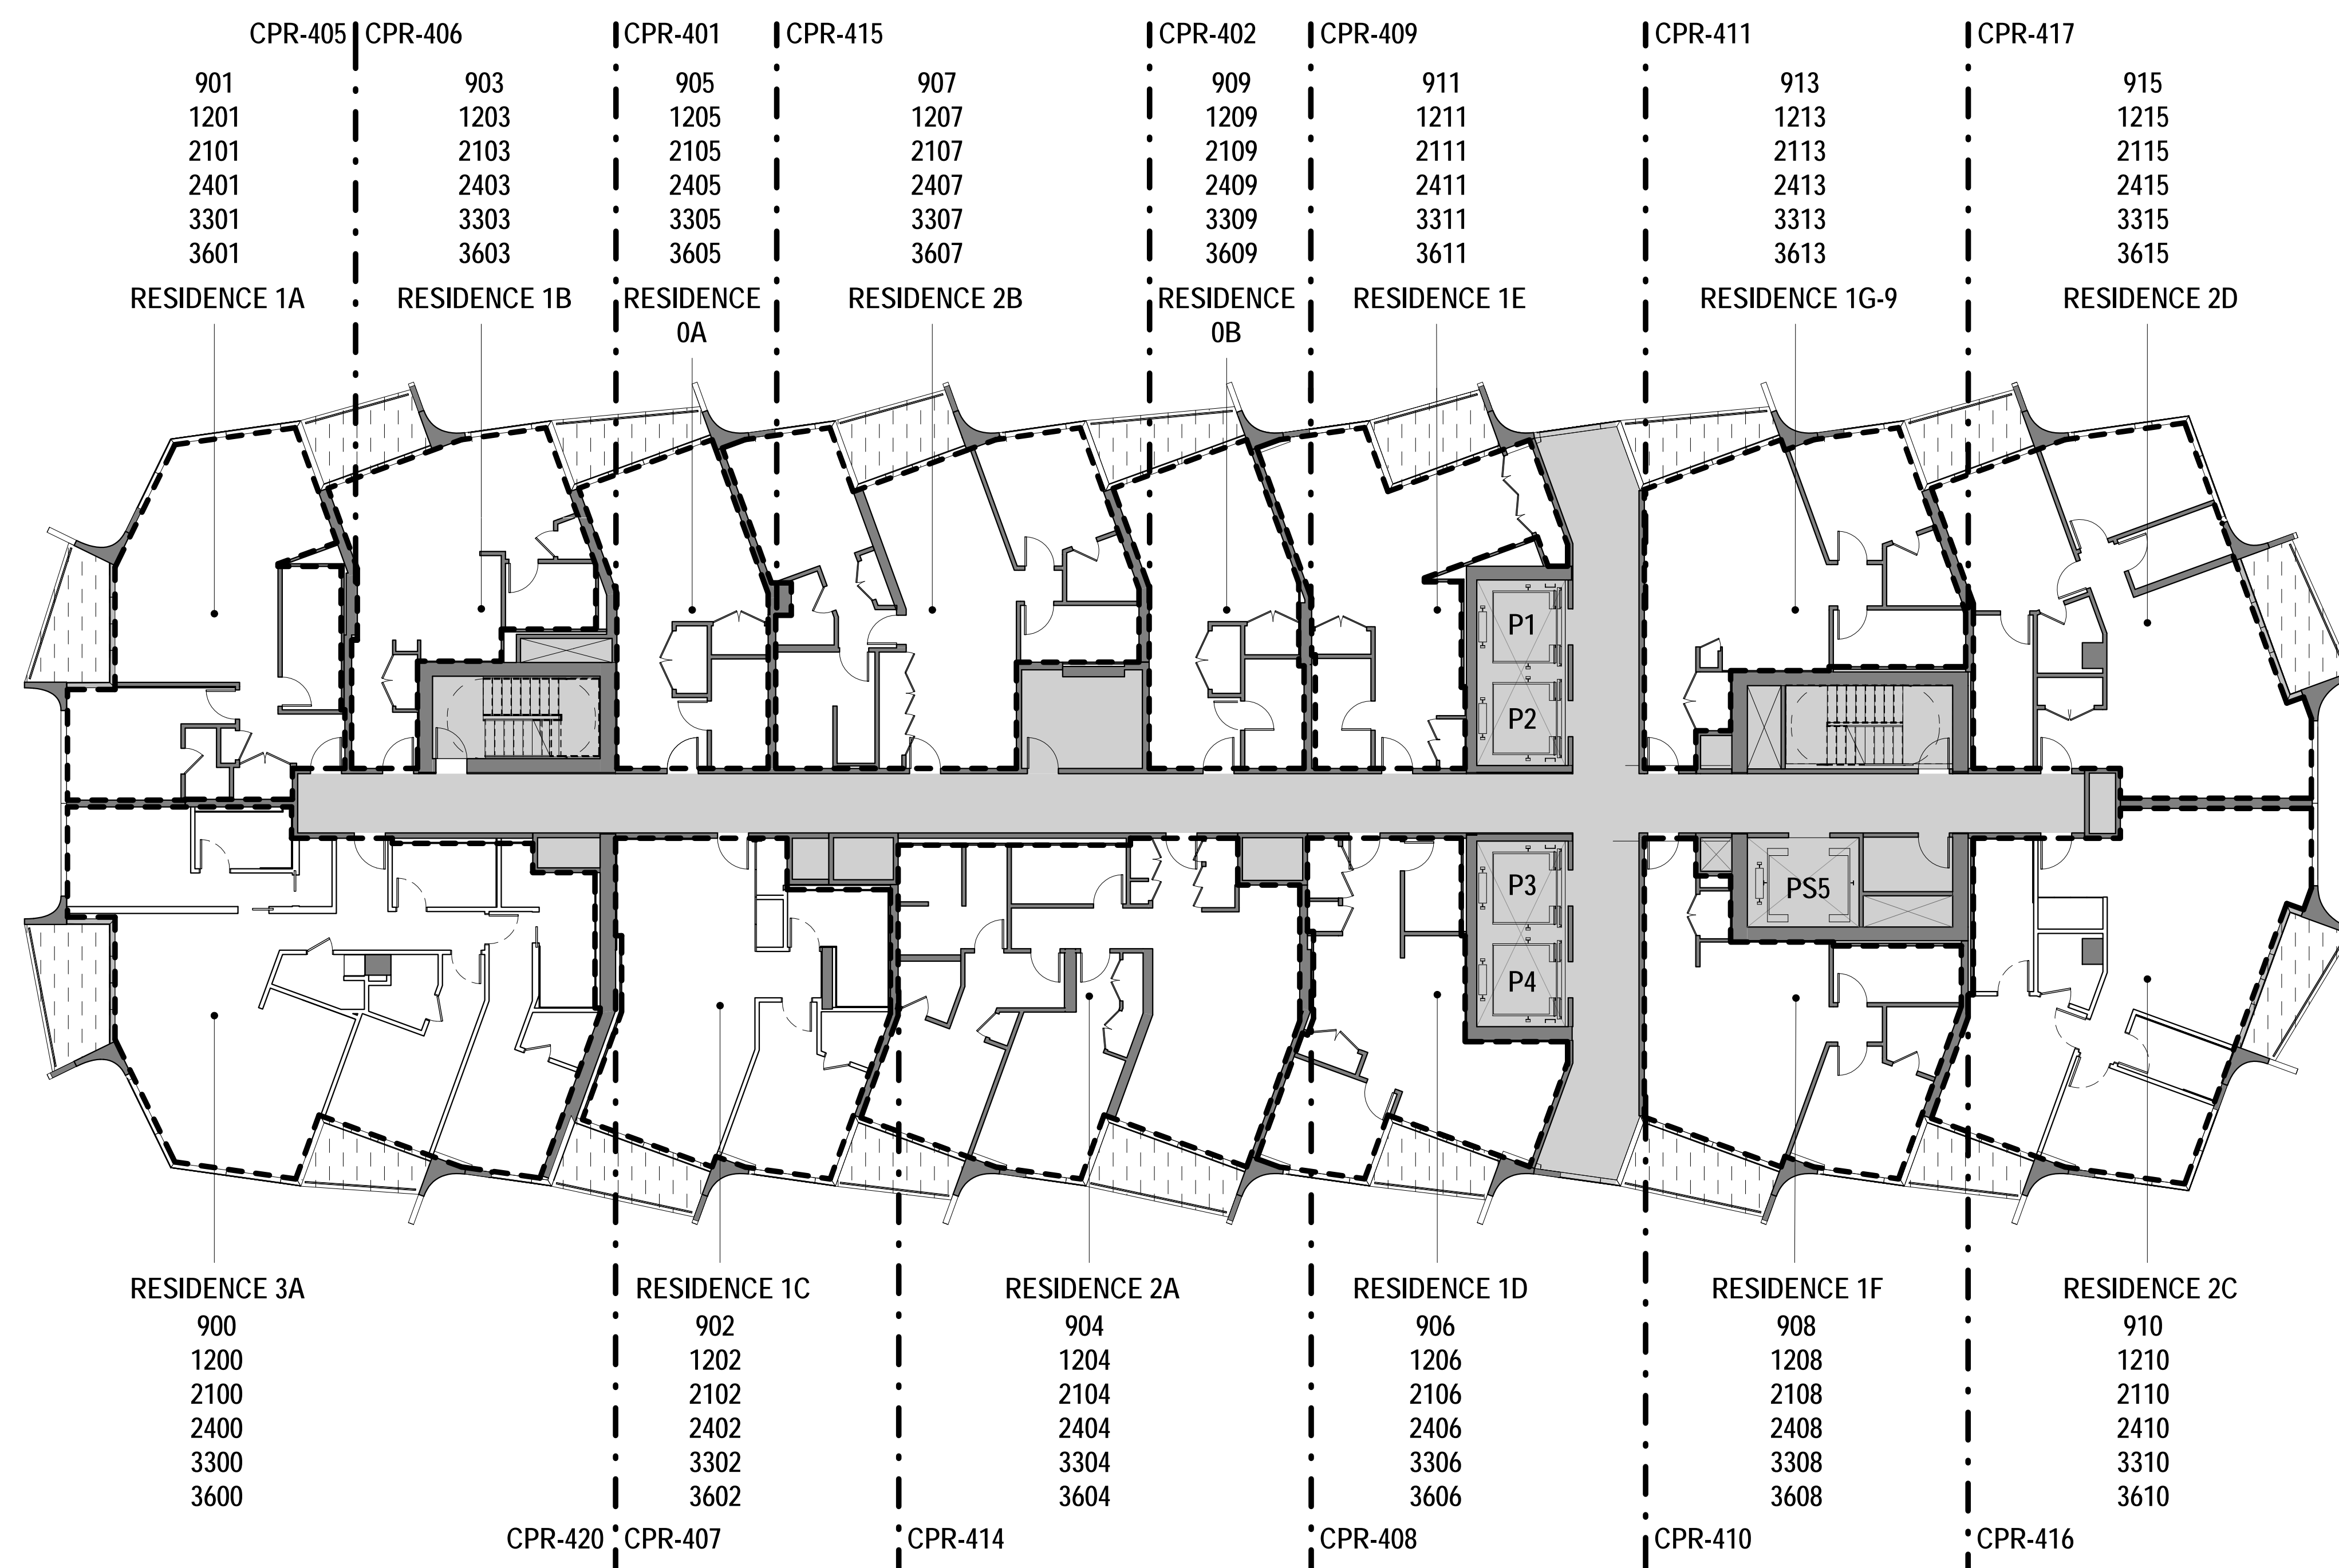 CPR-405 CPR-406 CPR-401 CPR-415 CPR-402 CPR-409 CPR-411 CPR-417
901 903 905 907 909 911 913 915
1201 1203 1205 1207 1209 1211 1213 1215
2101 2103 2105 2107 2109 2111 2113 2115
2401 2403 2405 2407 2409 2411 2413 2415
3301 3303 3305 3307 3309 3311 3313 3315
3601 3603 3605 3607 3609 3611 3613 3615
RESIDENCE 1A RESIDENCE 1B RESIDENCE RESIDENCE 2B RESIDENCE RESIDENCE 1E RESIDENCE 1G-9 RESIDENCE 2D
0A 0B
P1
P2
P3 PS5
P4
RESIDENCE 3A RESIDENCE 1C RESIDENCE 2A RESIDENCE 1D RESIDENCE 1F RESIDENCE 2C
900 902 904 906 908 910
1200 1202 1204 1206 1208 1210
2100 2102 2104 2106 2108 2110
2400 2402 2404 2406 2408 2410
3300 3302 3304 3306 3308 3310
3600 3602 3604 3606 3608 3610
CPR-420 CPR-407 CPR-414 CPR-408 CPR-410 CPR-416